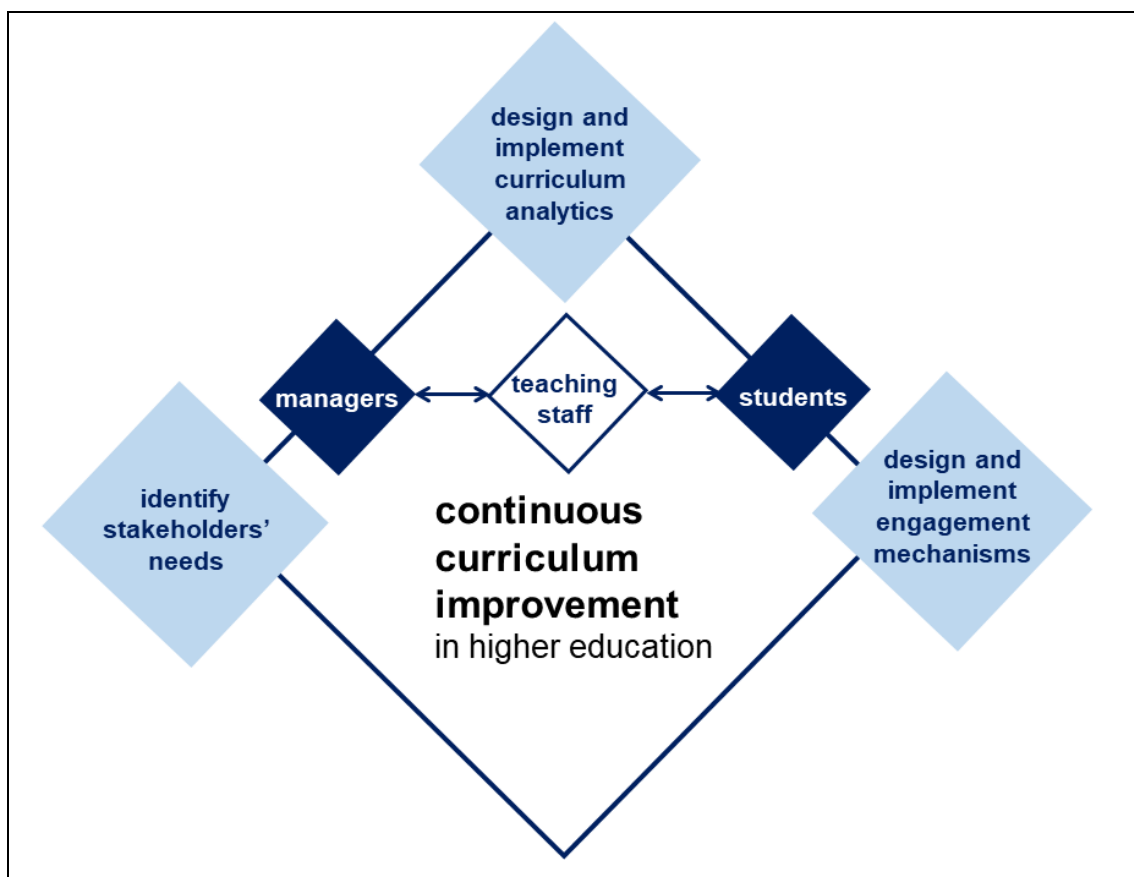 design and
implement
curriculum
analytics
managers
teaching
staff
students
identify
stakeholders’
needs
design and
implement
engagement
mechanisms
continuous
curriculum
improvement
in higher education